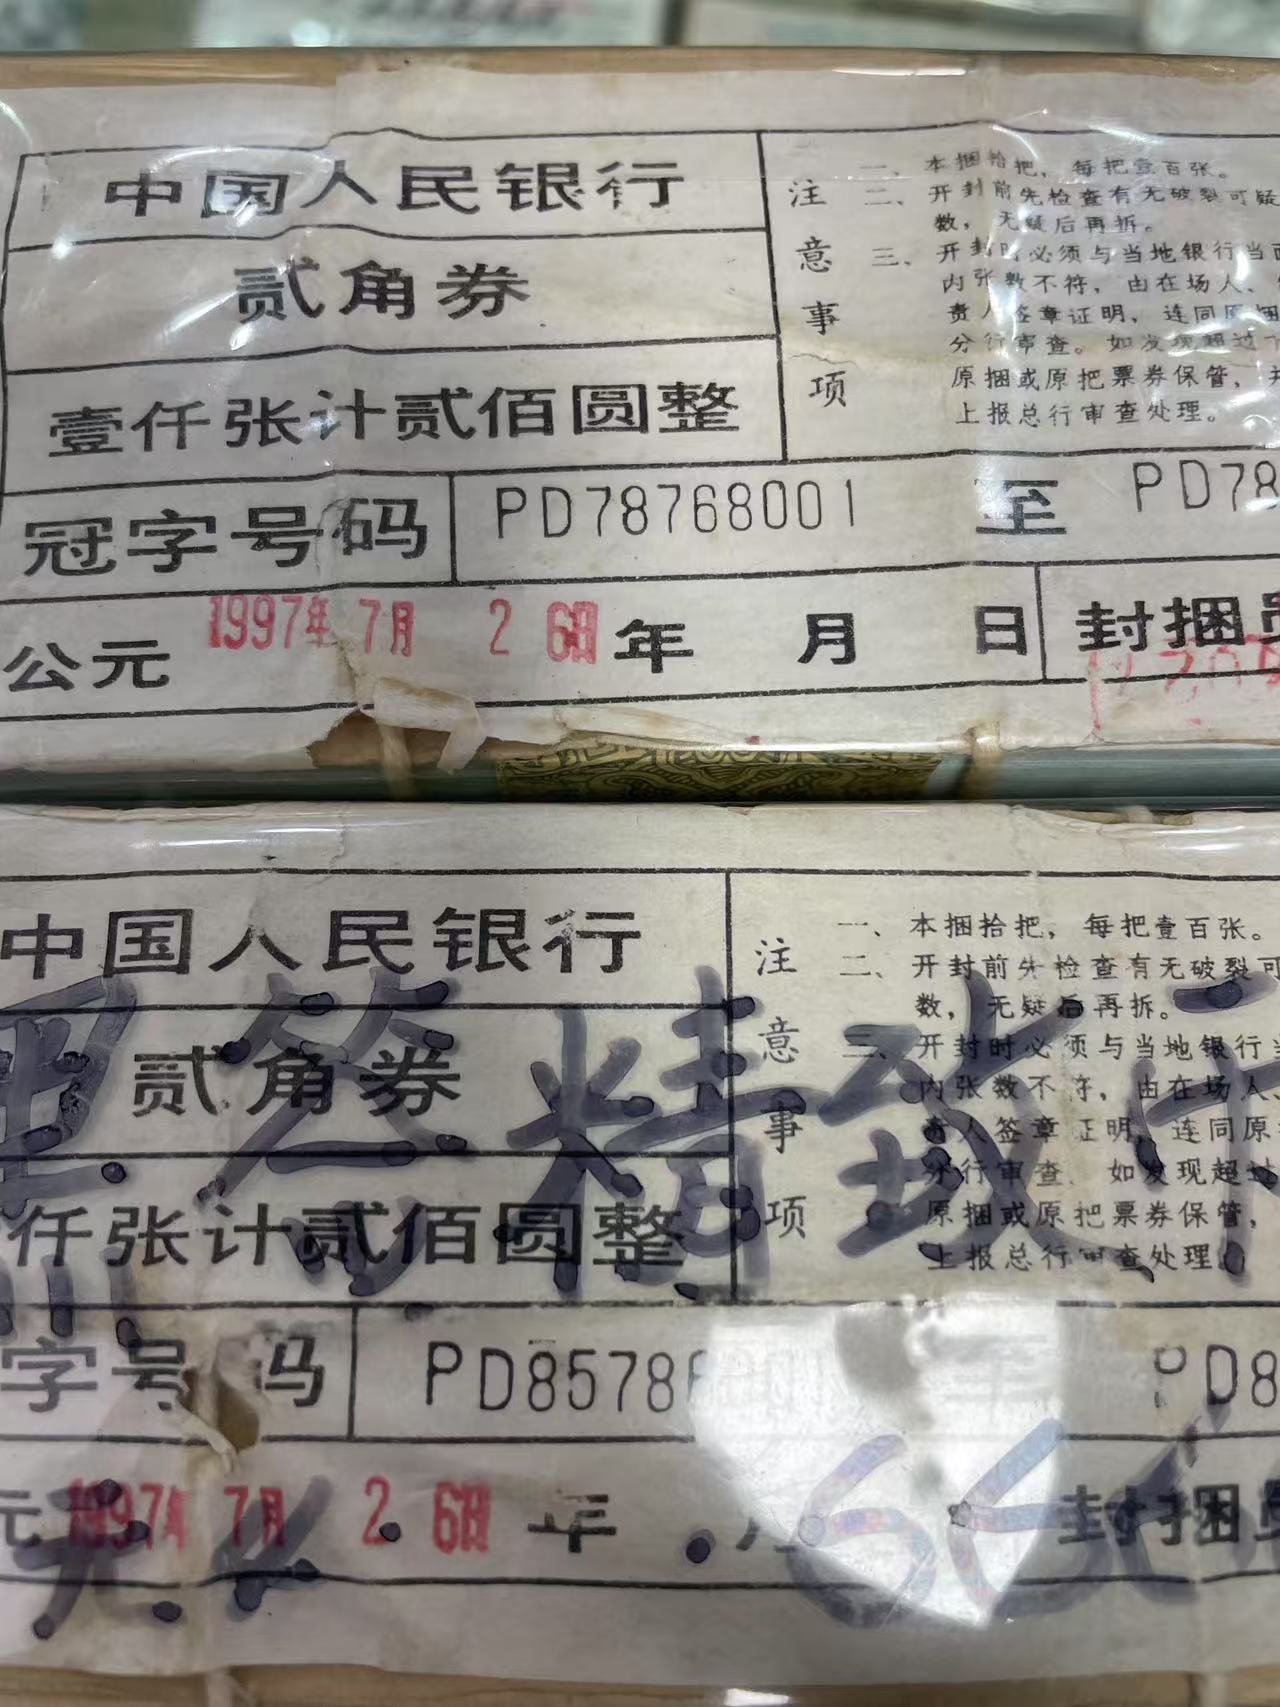 中国人民银行
贰角券
壹仟张计贰佰圆整
注意事项
一、本捆拾把，每把壹百张。
二、开封前先检查有无破裂可疑
数，无疑后再拆。
三、开封时必须与当地银行当面
内张数不符，由在场人、
责人签章证明，连同原捆
分行审查。如发现超过
原捆或原把票券保管，
上报总行审查处理。
冠字号码 PD78768001 至 PD78
公元 1997年 7月 26日 年 月 日 封捆员
中国人民银行
贰角券
仟张计贰佰圆整
注意事项
一、本捆拾把，每把壹百张。
二、开封前先检查有无破裂可
数，无疑后再拆。
三、开封时必须与当地银行
内张数不符，由在场人、
责人签章证明，连同原
分行审查 如发现超过
原捆或原把票券保管，
上报总行审查处理。
字号码 PD8578 PD8
元 1997年 7月 26日 年 月 封捆员
黑签 精致